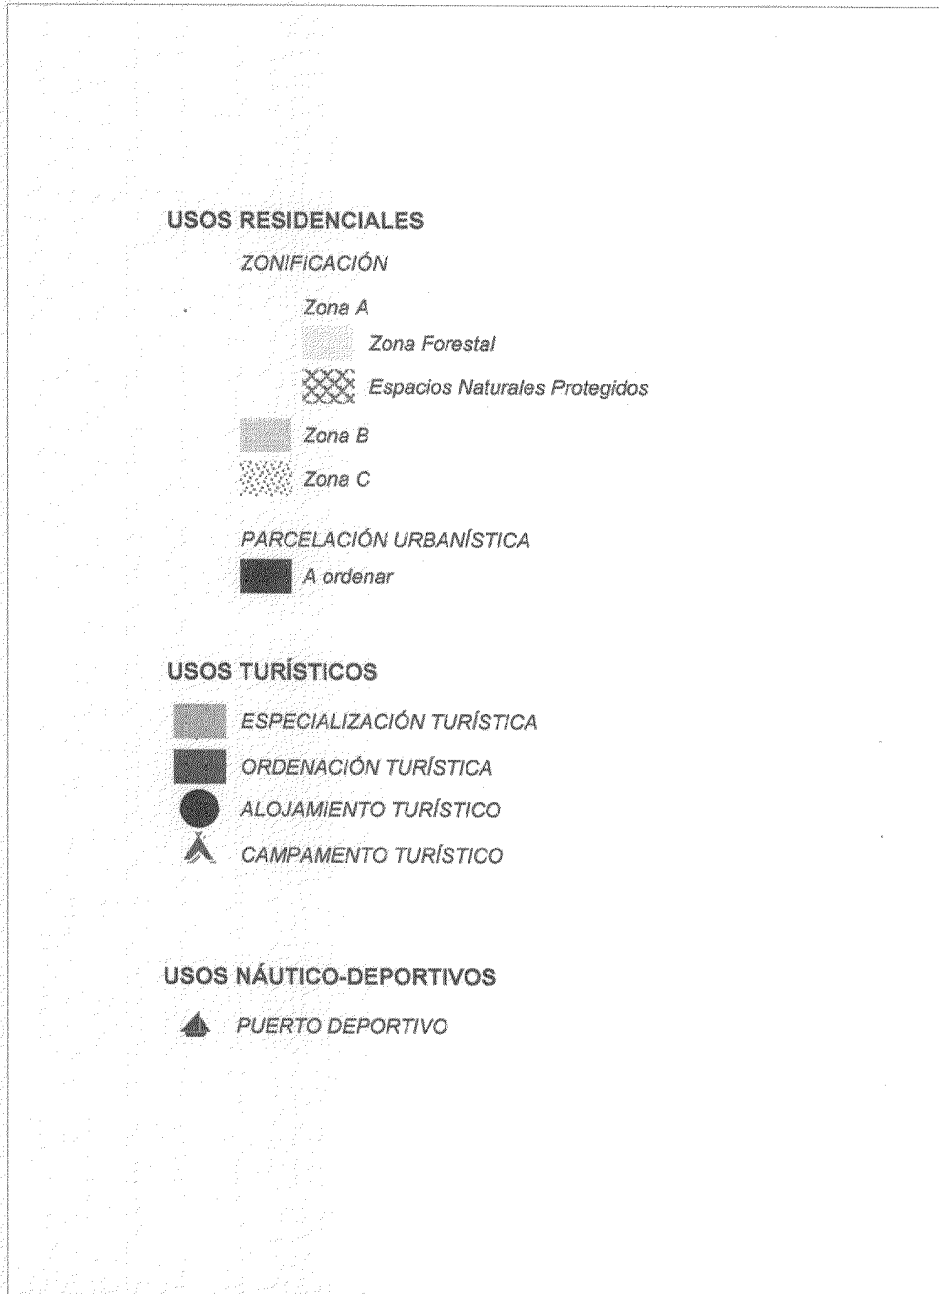 USOS RESIDENCIALES
ZONIFICACIÓN
Zona A
Zona Forestal
Espacios Naturales Protegidos
Zona B
Zona C
PARCELACIÓN URBANÍSTICA
A ordenar
USOS TURÍSTICOS
ESPECIALIZACIÓN TURÍSTICA
ORDENACIÓN TURÍSTICA
ALOJAMIENTO TURÍSTICO
CAMPAMENTO TURÍSTICO
USOS NÁUTICO-DEPORTIVOS
PUERTO DEPORTIVO